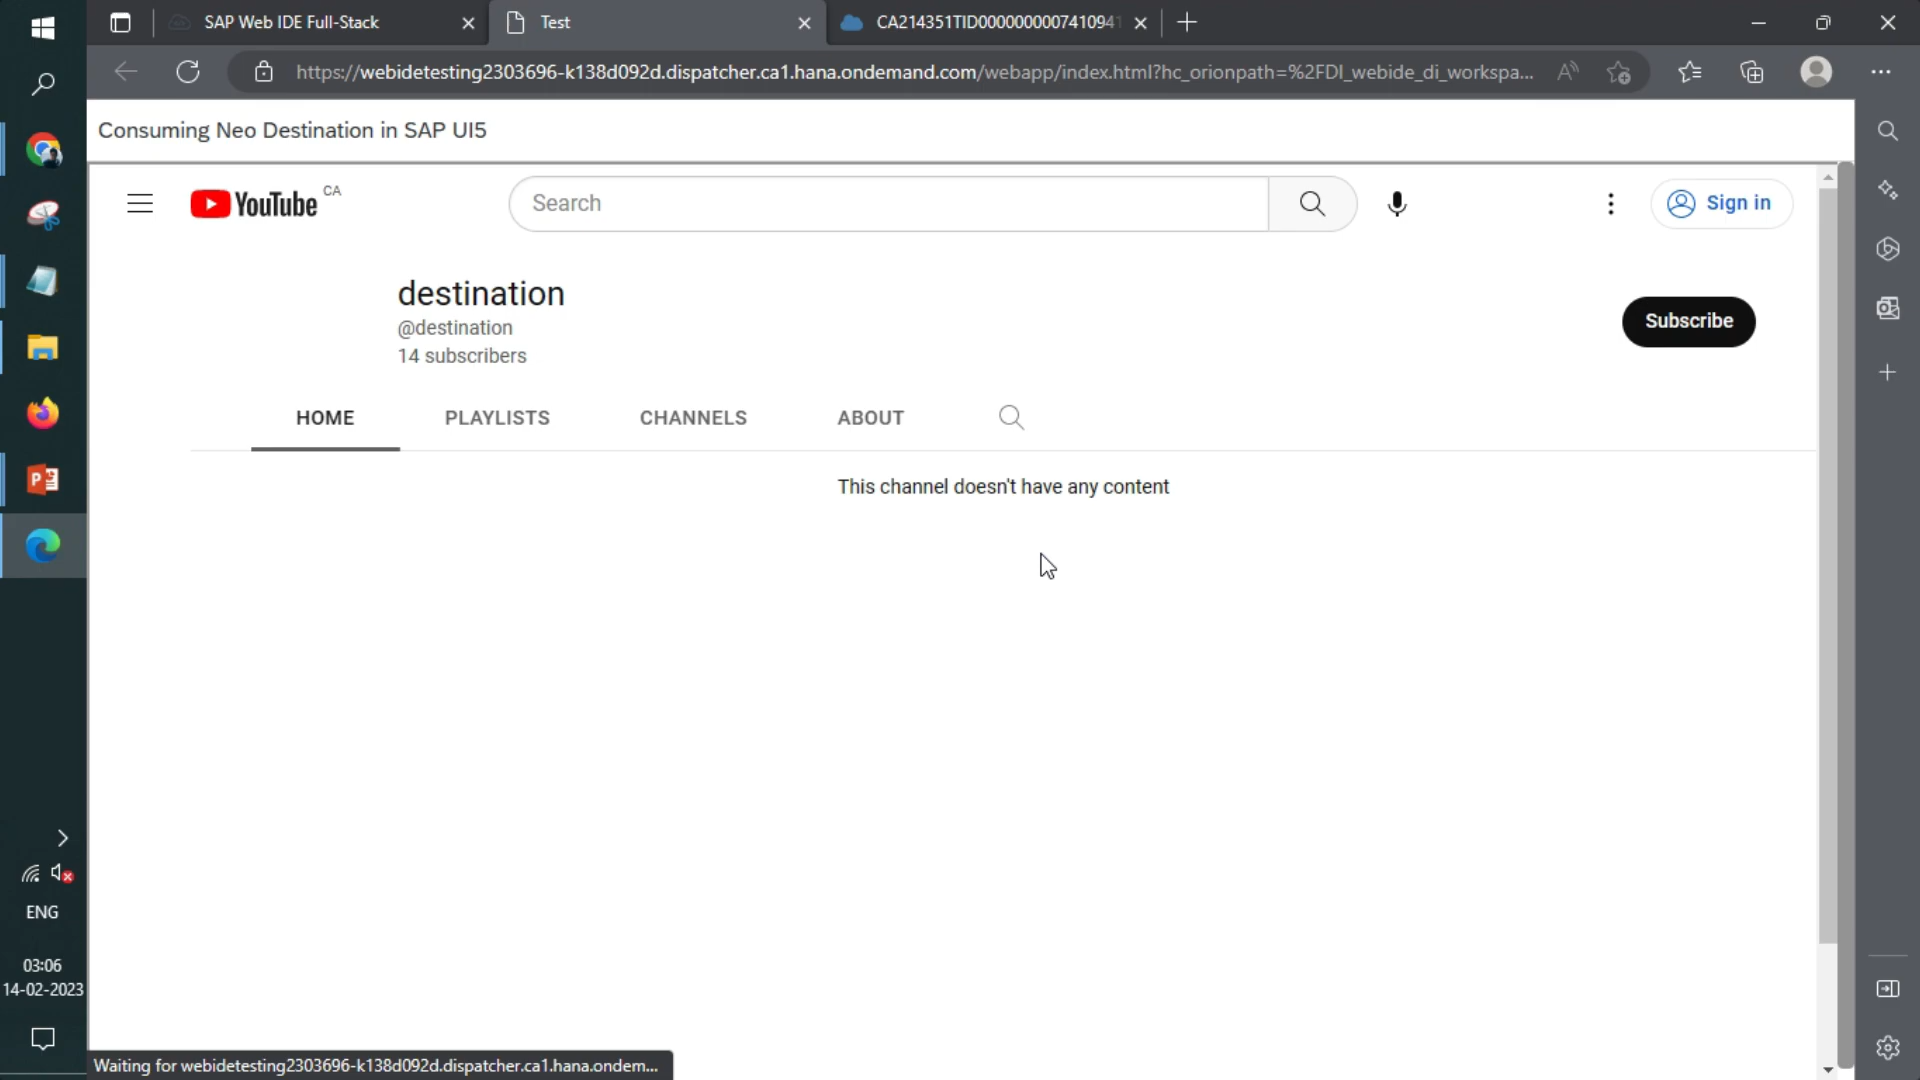 SAP Web IDE Full-Stack
Test
CA214351TID000000007410941
https://webidetesting2303696-k138d092d.dispatcher.ca1.hana.ondemand.com/webapp/index.html?hc_orionpath=%2FDI_webide_di_workspa...
Consuming Neo Destination in SAP UI5
YouTube CA
Search
Sign in
destination
@destination
14 subscribers
Subscribe
HOME
PLAYLISTS
CHANNELS
ABOUT
This channel doesn't have any content
ENG
03:06
14-02-2023
Waiting for webidetesting2303696-k138d092d.dispatcher.ca1.hana.ondem...